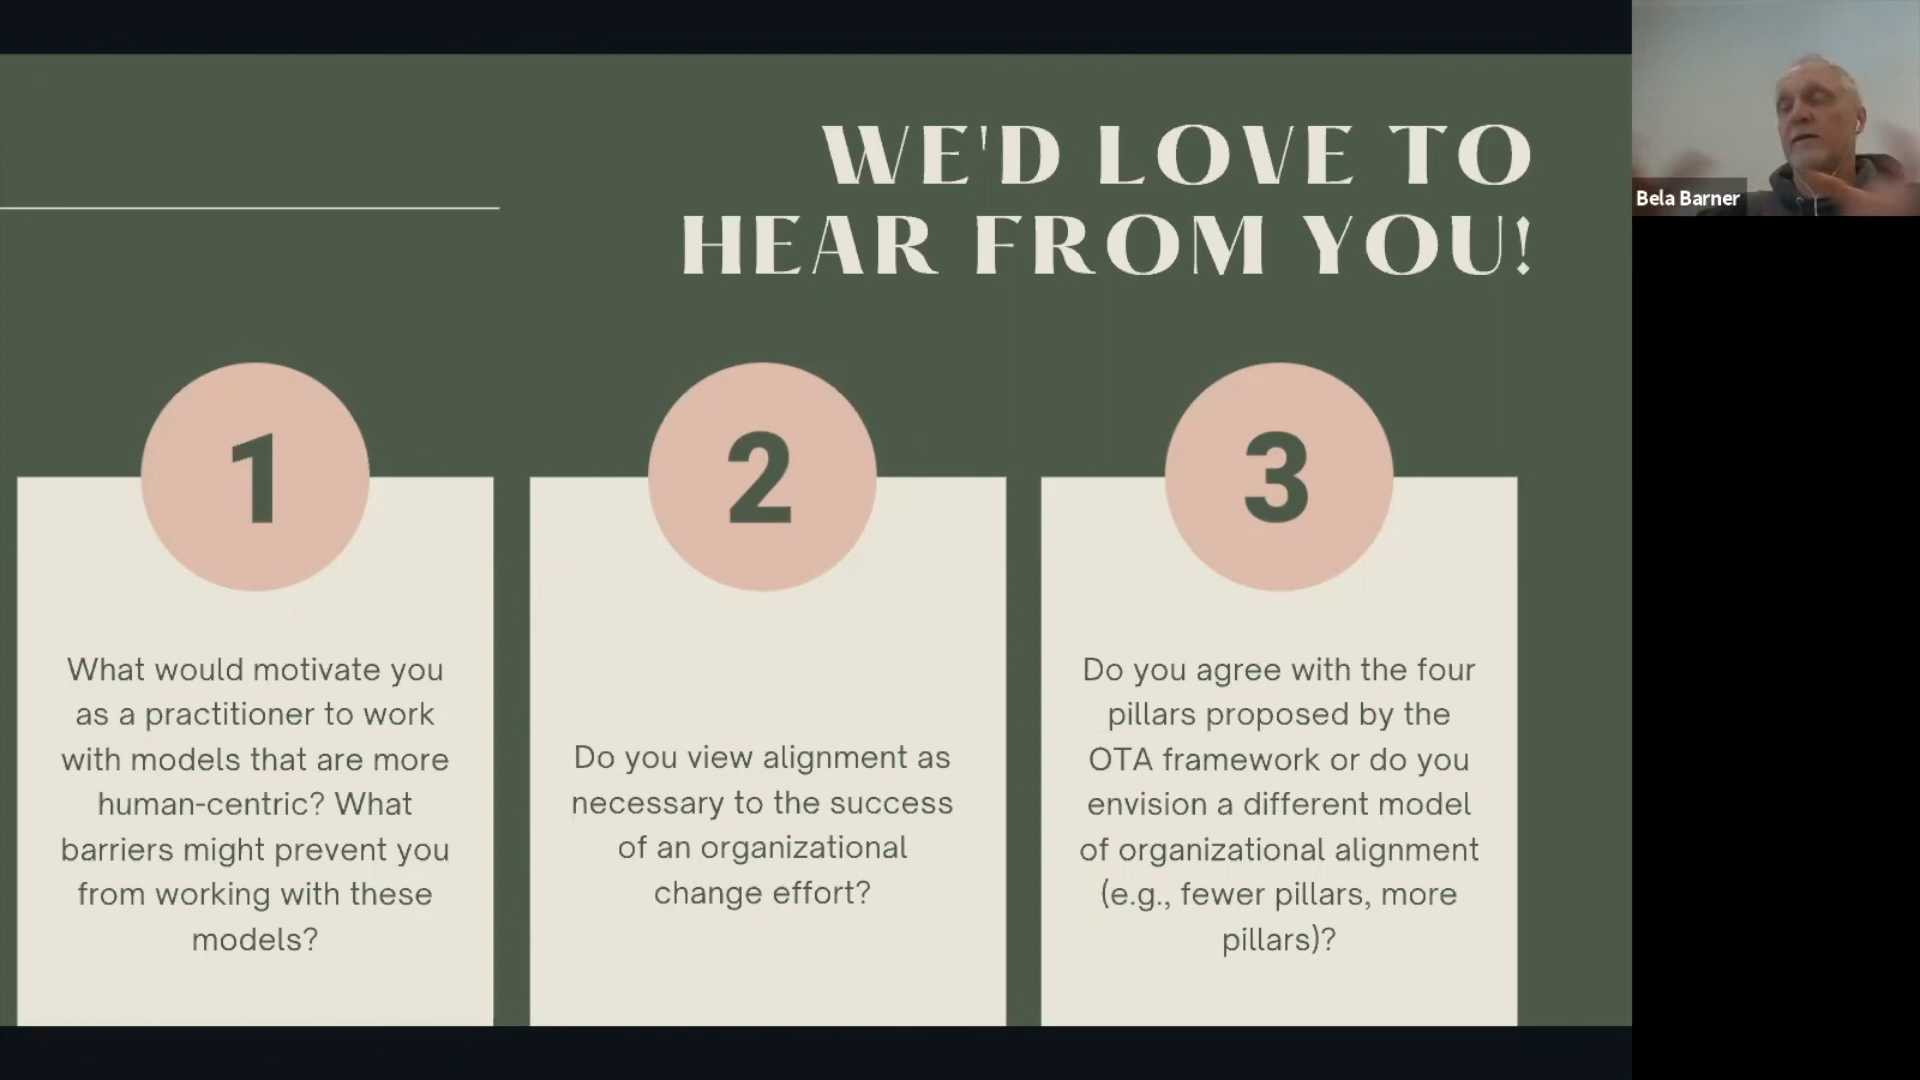 WE'D LOVE TO
HEAR FROM YOU!
1
What would motivate you
as a practitioner to work
with models that are more
human-centric? What
barriers might prevent you
from working with these
models?
2
Do you view alignment as
necessary to the success
of an organizational
change effort?
3
Do you agree with the four
pillars proposed by the
OTA framework or do you
envision a different model
of organizational alignment
(e.g., fewer pillars, more
pillars)?
Bela Barner